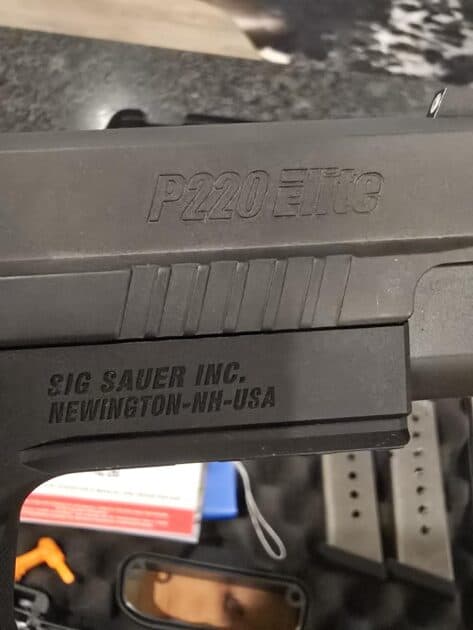 P220 Elite
SIG SAUER INC.
NEWINGTON-NH-USA